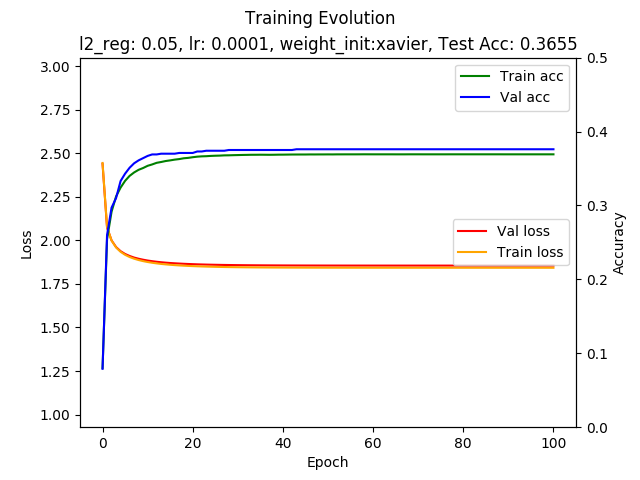 Training Evolution
l2_reg: 0.05, lr: 0.0001, weight_init:xavier, Test Acc: 0.3655
3.00
2.75
2.50
2.25
2.00
1.75
1.50
1.25
1.00
Loss
Train acc
Val acc
Val loss
Train loss
0.5
0.4
0.3
0.2
0.1
0.0
Accuracy
0
20
40
60
80
100
Epoch